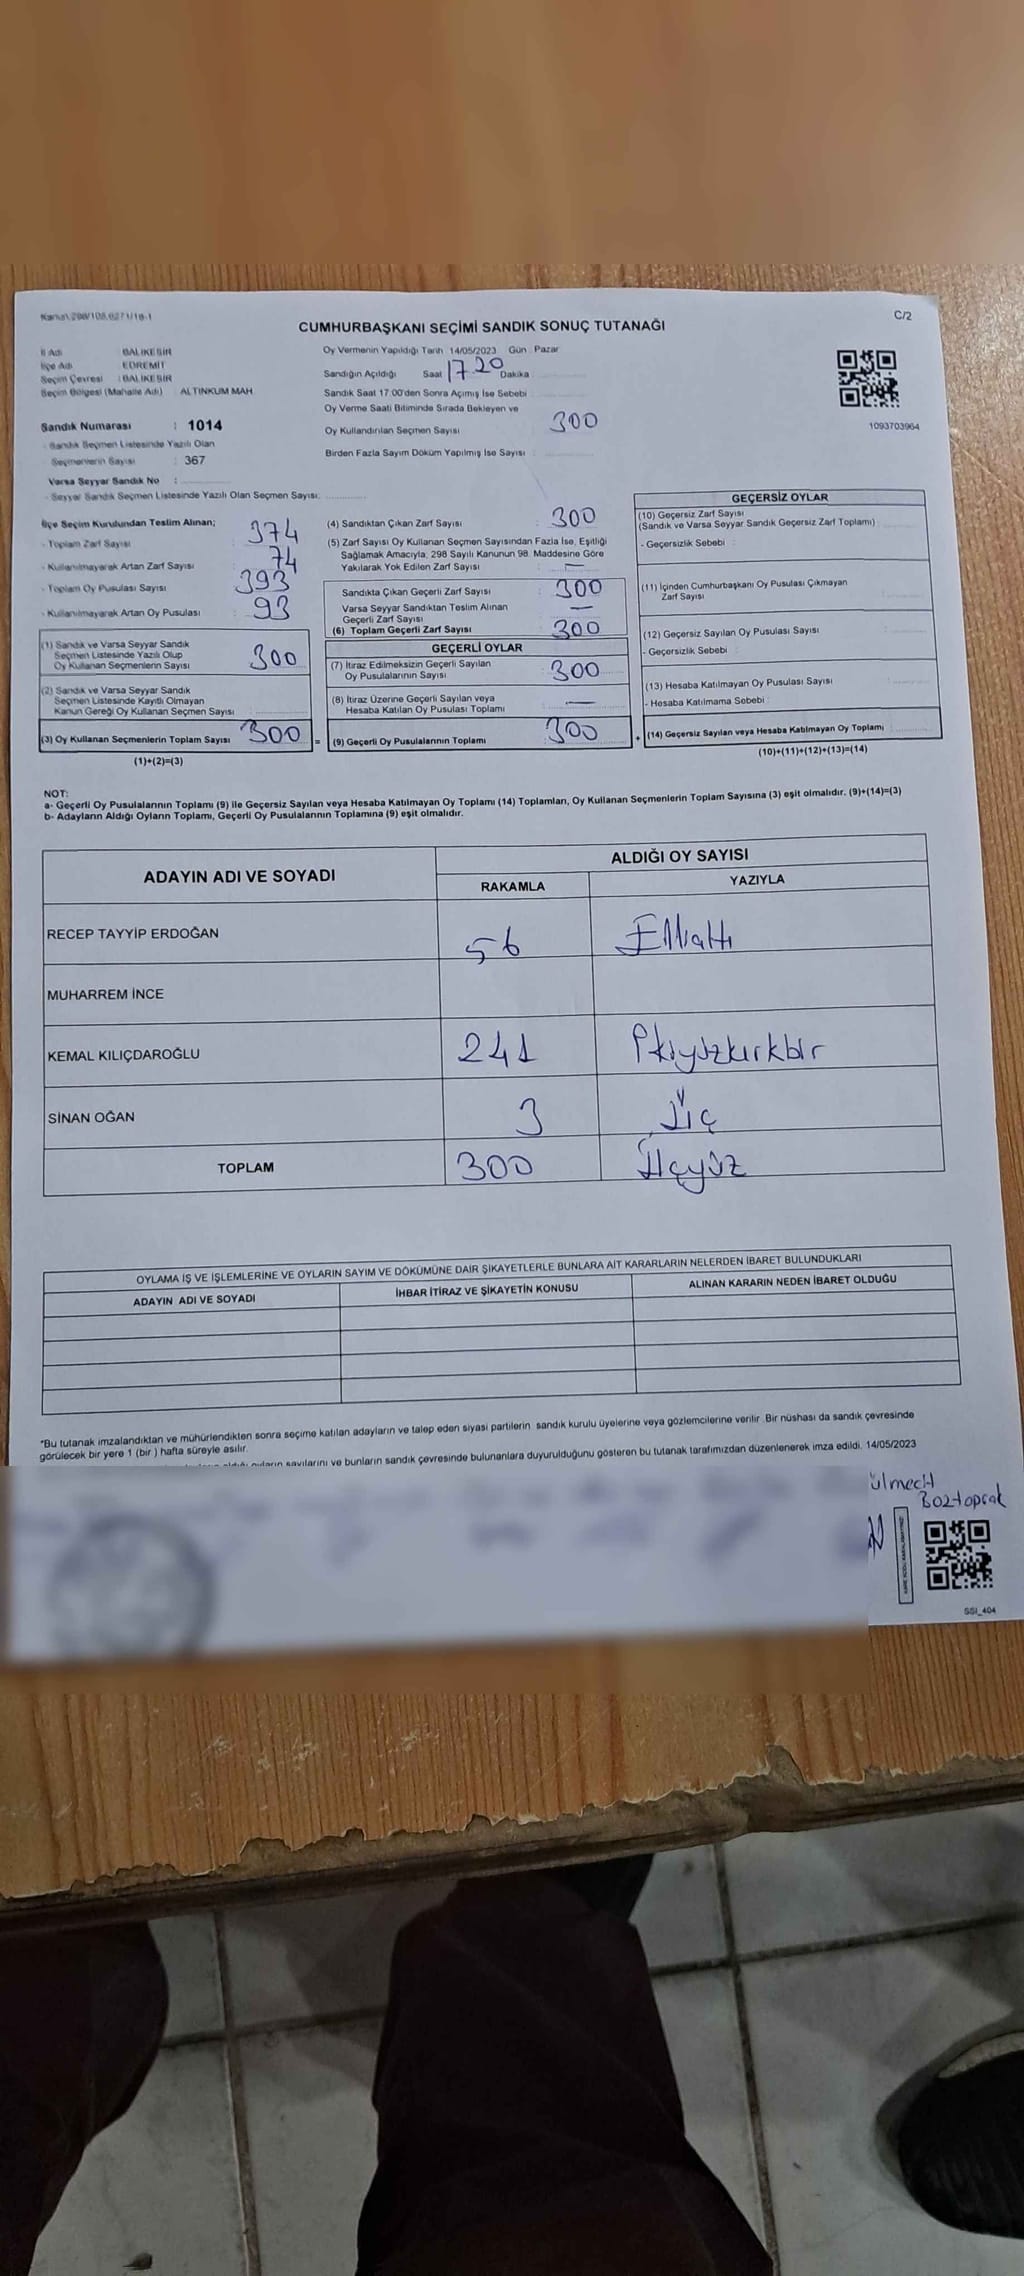 Kanun.298/105,6271/18-1
C/2
CUMHURBAŞKANI SEÇİMİ SANDIK SONUÇ TUTANAĞI
İl Adı : BALIKESİR
İlçe Adı : EDREMİT
Seçim Çevresi : BALIKESİR
Seçim Bölgesi (Mahalle Adı) ALTINKUM MAH
Sandık Numarası : 1014
- Sandık Seçmen Listesinde Yazılı Olan
Seçmenlerin Sayısı : 367
Varsa Seyyar Sandık No :
- Seyyar Sandık Seçmen Listesinde Yazılı Olan Seçmen Sayısı:
Oy Vermenin Yapıldığı Tarih 14/05/2023 Gün Pazar
Sandığın Açıldığı Saat 17 20 Dakika
Sandık Saat 17.00'den Sonra Açımış İse Sebebi
Oy Verme Saati Bitiminde Sırada Bekleyen ve
Oy Kullandırılan Seçmen Sayısı : 300
Birden Fazla Sayım Döküm Yapılmış İse Sayısı :
1093703964
İlçe Seçim Kurulundan Teslim Alınan;
- Toplam Zarf Sayısı : 374
- Kullanılmayarak Artan Zarf Sayısı : 74
- Toplam Oy Pusulası Sayısı : 393
- Kullanılmayarak Artan Oy Pusulası : 93
(1) Sandık ve Varsa Seyyar Sandık
Seçmen Listesinde Yazılı Olup
Oy Kullanan Seçmenlerin Sayısı : 300
(2) Sandık ve Varsa Seyyar Sandık
Seçmen Listesinde Kayıtlı Olmayan
Kanun Gereği Oy Kullanan Seçmen Sayısı
(3) Oy Kullanan Seçmenlerin Toplam Sayısı 300
(1)+(2)=(3)
(4) Sandıktan Çıkan Zarf Sayısı : 300
(5) Zarf Sayısı Oy Kullanan Seçmen Sayısından Fazla İse, Eşitliği
Sağlamak Amacıyla, 298 Sayılı Kanunun 98. Maddesine Göre
Yakılarak Yok Edilen Zarf Sayısı : —
Sandıkta Çıkan Geçerli Zarf Sayısı : 300
Varsa Seyyar Sandıktan Teslim Alınan
Geçerli Zarf Sayısı : —
(6) Toplam Geçerli Zarf Sayısı : 300
GEÇERLİ OYLAR
(7) İtiraz Edilmeksizin Geçerli Sayılan
Oy Pusulalarının Sayısı : 300
(8) İtiraz Üzerine Geçerli Sayılan veya
Hesaba Katılan Oy Pusulası Toplamı : —
= (9) Geçerli Oy Pusulalarının Toplamı : 300
GEÇERSİZ OYLAR
(10) Geçersiz Zarf Sayısı
(Sandık ve Varsa Seyyar Sandık Geçersiz Zarf Toplamı)
- Geçersizlik Sebebi :
(11) İçinden Cumhurbaşkanı Oy Pusulası Çıkmayan
Zarf Sayısı :
(12) Geçersiz Sayılan Oy Pusulası Sayısı :
- Geçersizlik Sebebi
(13) Hesaba Katılmayan Oy Pusulası Sayısı :
- Hesaba Katılmama Sebebi
+ (14) Geçersiz Sayılan veya Hesaba Katılmayan Oy Toplamı :
(10)+(11)+(12)+(13)=(14)
NOT:
a- Geçerli Oy Pusulalarının Toplamı (9) ile Geçersiz Sayılan veya Hesaba Katılmayan Oy Toplamı (14) Toplamları, Oy Kullanan Seçmenlerin Toplam Sayısına (3) eşit olmalıdır. (9)+(14)=(3)
b- Adayların Aldığı Oyların Toplamı, Geçerli Oy Pusulalarının Toplamına (9) eşit olmalıdır.
ADAYIN ADI VE SOYADI
ALDIĞI OY SAYISI
RAKAMLA YAZIYLA
RECEP TAYYİP ERDOĞAN 56 Ellialtı
MUHARREM İNCE
KEMAL KILIÇDAROĞLU 241 İkiyüzkırkbir
SİNAN OĞAN 3 Üç
TOPLAM 300 Üçyüz
OYLAMA İŞ VE İŞLEMLERİNE VE OYLARIN SAYIM VE DÖKÜMÜNE DAİR ŞİKAYETLERLE BUNLARA AİT KARARLARIN NELERDEN İBARET BULUNDUKLARI
ADAYIN ADI VE SOYADI İHBAR İTİRAZ VE ŞİKAYETİN KONUSU ALINAN KARARIN NEDEN İBARET OLDUĞU
*Bu tutanak imzalandıktan ve mühürlendikten sonra seçime katılan adayların ve talep eden siyasi partilerin sandık kurulu üyelerine veya gözlemcilerine verilir. Bir nüshası da sandık çevresinde
görülecek bir yere 1 (bir ) hafta süreyle asılır.
oyların sayılarını ve bunların sandık çevresinde bulunanlara duyurulduğunu gösteren bu tutanak tarafımızdan düzenlenerek imza edildi. 14/05/2023
Boztoprak
SSI_404